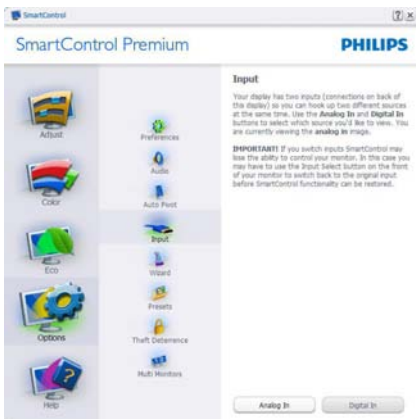 SmartControl
SmartControl Premium
PHILIPS
Adjust
Color
Eco
Options
Help
Preferences
Audio
Auto Pivot
Input
Wizard
Presets
Theft Deterrence
Multi Monitors
Input
Your display has two inputs (connections on back of
the display) so you can hook up two different sources
at the same time. Use the Analog In and Digital In
buttons to select which source you'd like to view. You
are currently viewing the analog in image.
IMPORTANT! If you switch inputs SmartControl may
lose the ability to control your monitor. In this case you
may have to use the Input Select button on the front
of your monitor to switch back to the original input
before SmartControl functionality can be restored.
Analog In
Digital In